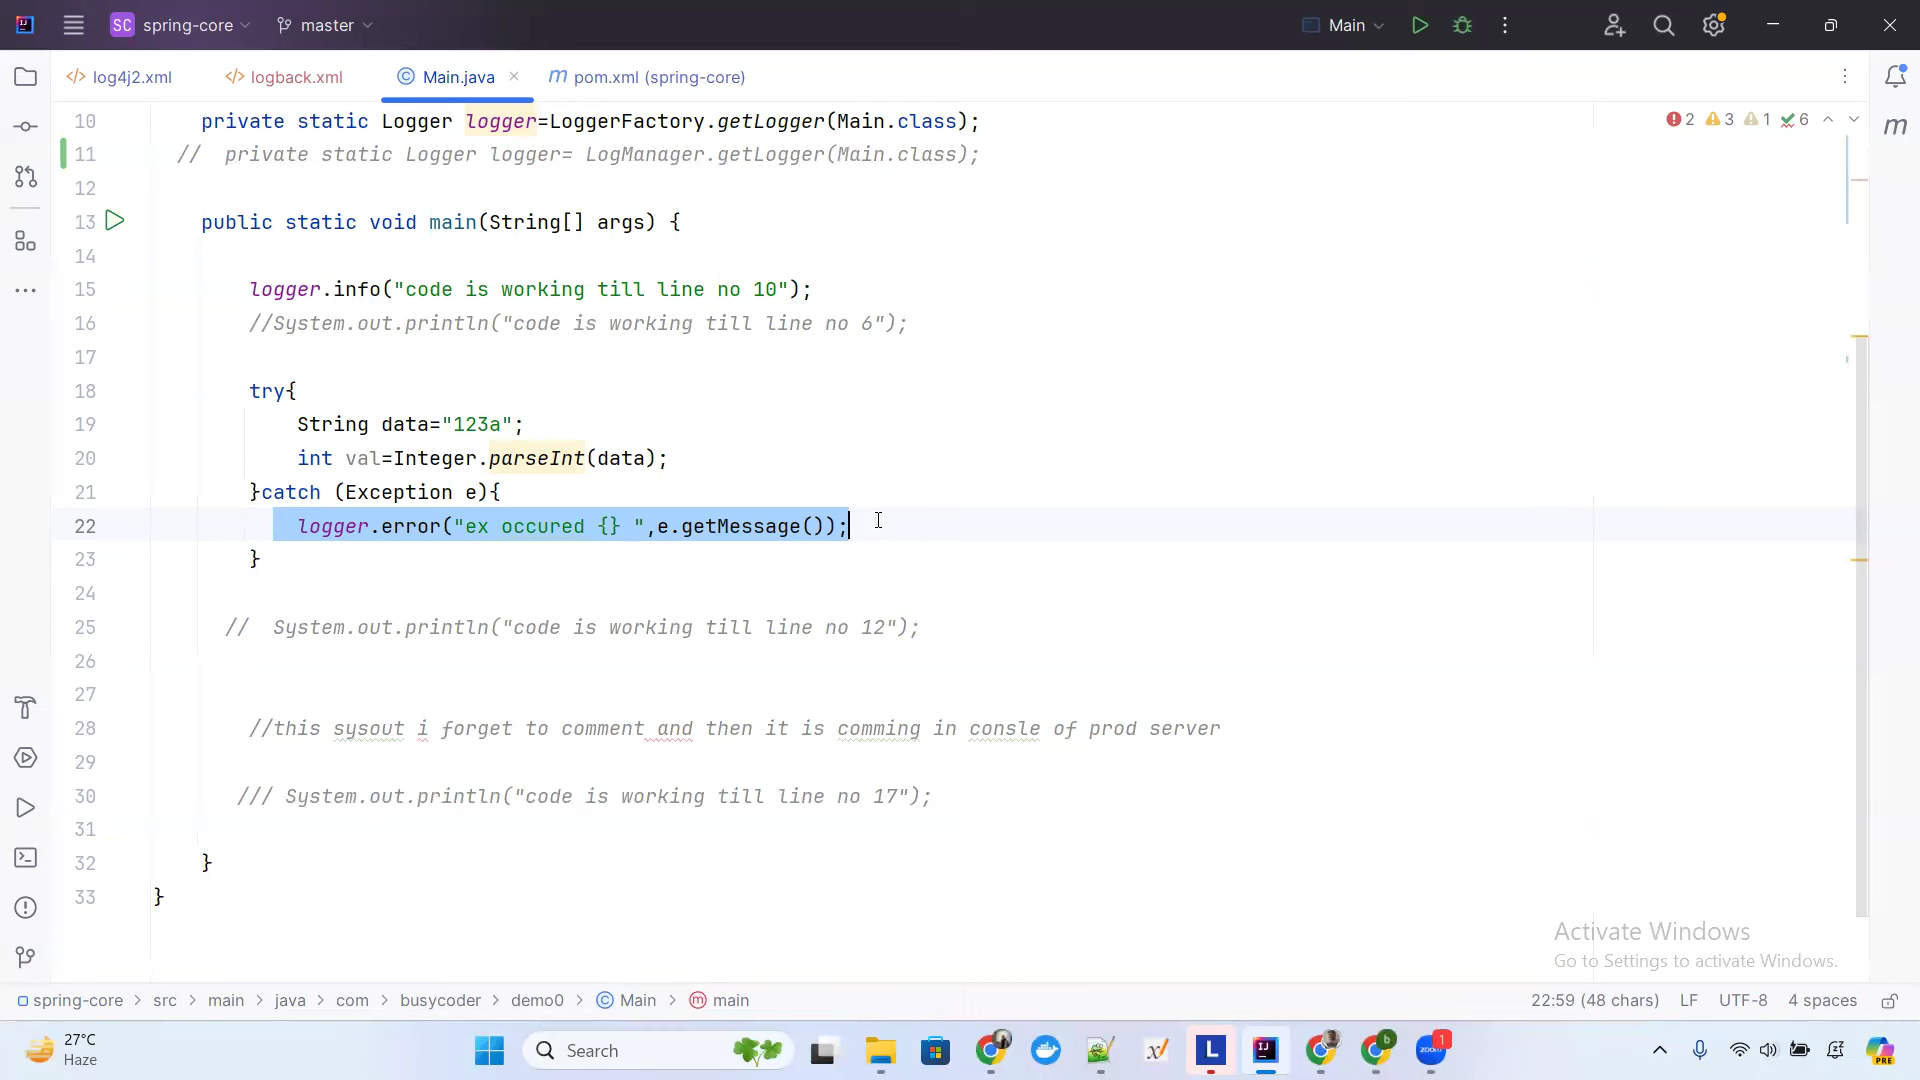 SC spring-core master Main
log4j2.xml logback.xml Main.java pom.xml (spring-core)
10 private static Logger logger=LoggerFactory.getLogger(Main.class);
2 3 1 6
11 // private static Logger logger= LogManager.getLogger(Main.class);
12
13 public static void main(String[] args) {
14
15 logger.info("code is working till line no 10");
16 //System.out.println("code is working till line no 6");
17
18 try{
19 String data="123a";
20 int val=Integer.parseInt(data);
21 }catch (Exception e){
22 logger.error("ex occured {} ",e.getMessage());
23 }
24
25 // System.out.println("code is working till line no 12");
26
27
28 //this sysout i forget to comment and then it is comming in consle of prod server
29
30 /// System.out.println("code is working till line no 17");
31
32 }
33 }
Activate Windows
Go to Settings to activate Windows.
spring-core > src > main > java > com > busycoder > demo0 > Main > main 22:59 (48 chars) LF UTF-8 4 spaces
27°C
Haze
Search
L
zoom
1
PRE